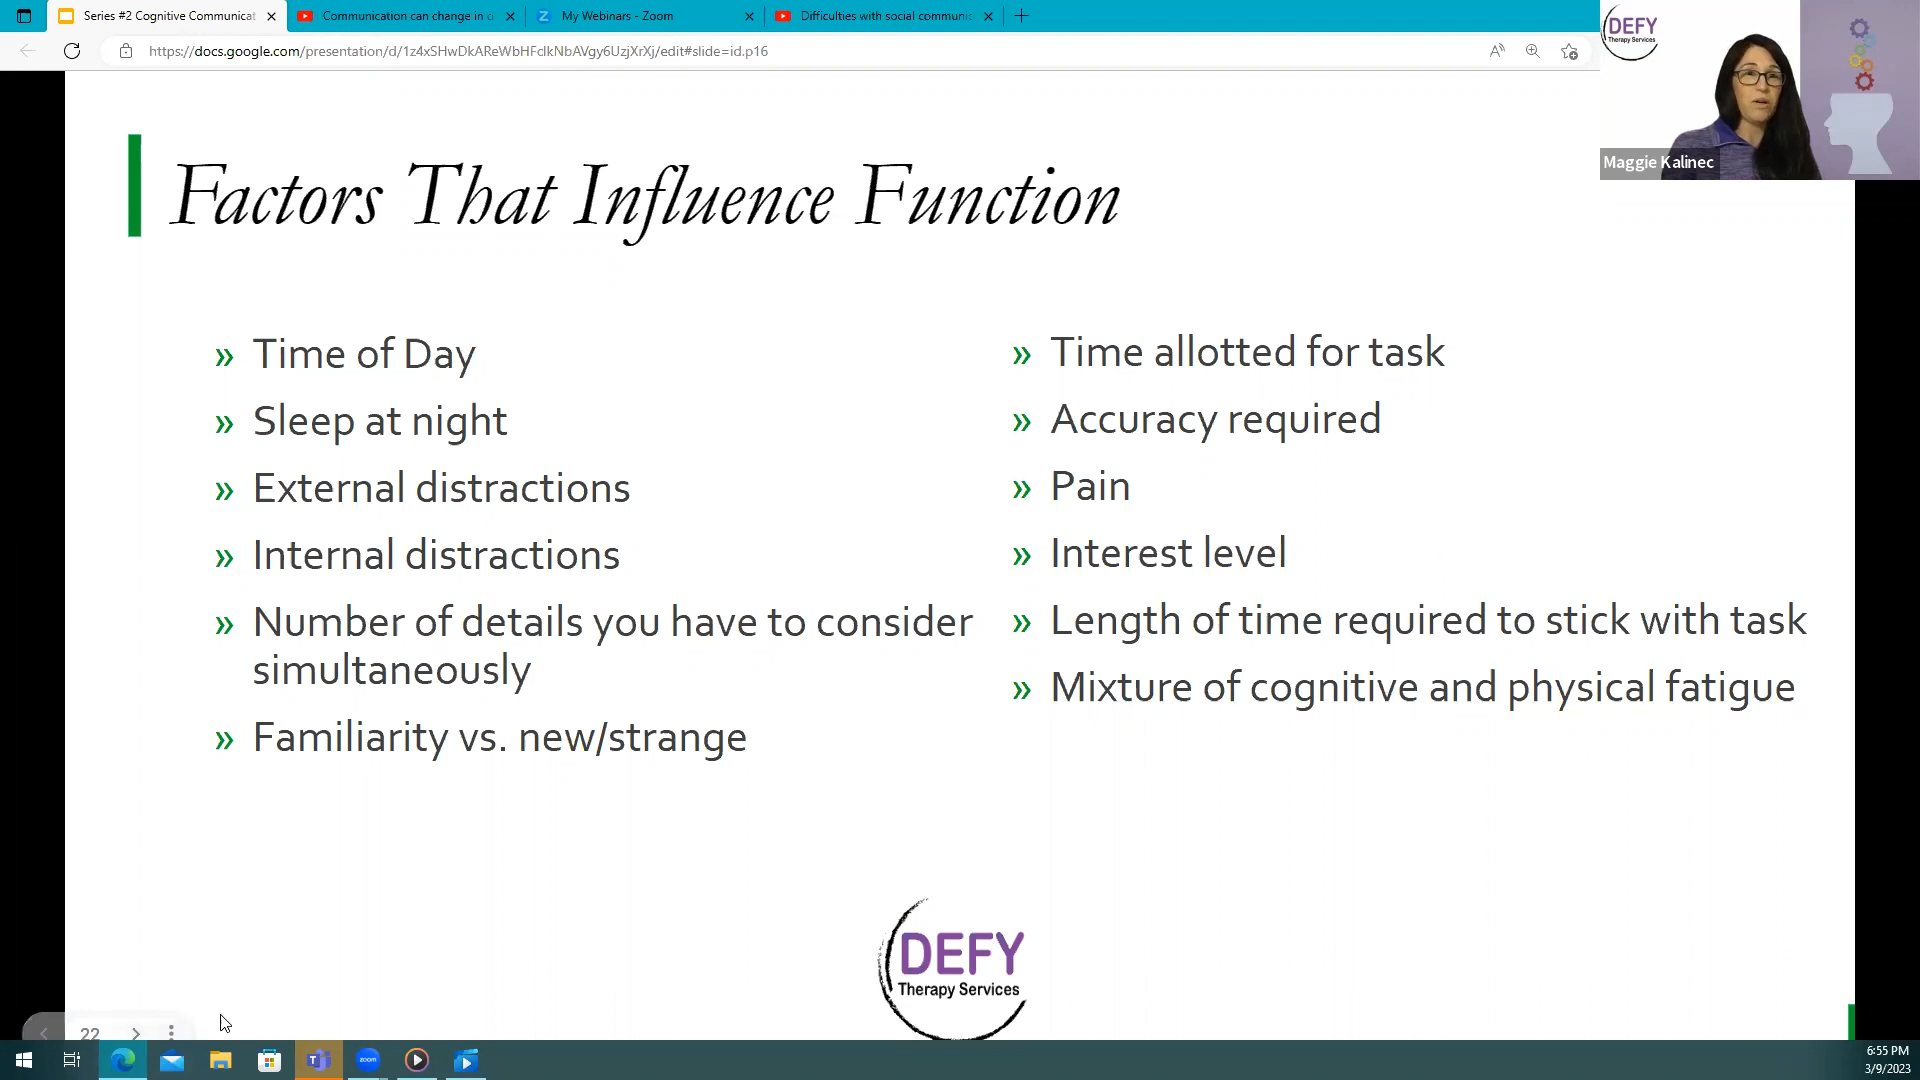 Series #2 Cognitive Communicat
Communication can change in o
My Webinars - Zoom
Difficulties with social communic
https://docs.google.com/presentation/d/1z4xSHwDkAReWbHFclkNbAVgy6UzjXrXj/edit#slide=id.p16
DEFY
Therapy Services
Maggie Kalinec
Factors That Influence Function
» Time of Day
» Sleep at night
» External distractions
» Internal distractions
» Number of details you have to consider
simultaneously
» Familiarity vs. new/strange
» Time allotted for task
» Accuracy required
» Pain
» Interest level
» Length of time required to stick with task
» Mixture of cognitive and physical fatigue
DEFY
Therapy Services
22
zoom
6:55 PM
3/9/2023